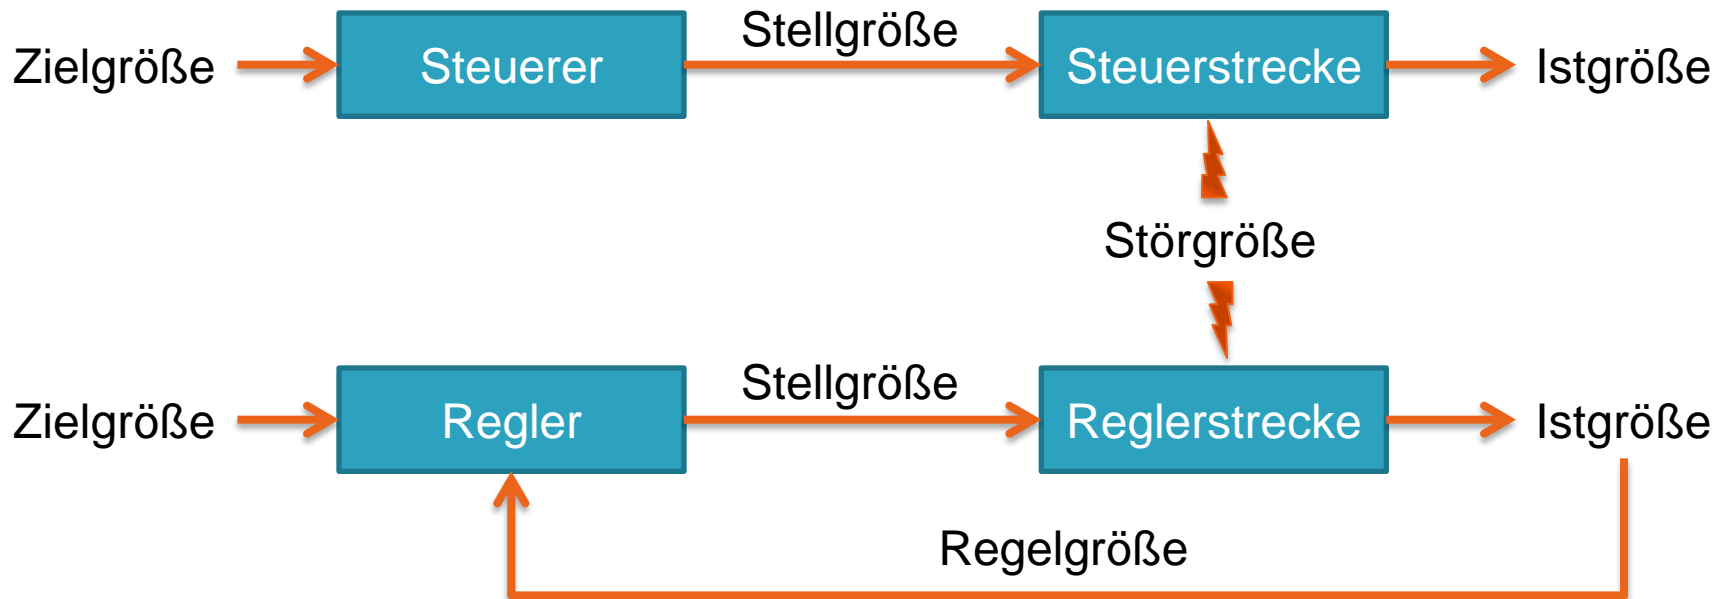 Zielgröße
Steuerer
Stellgröße
Steuerstrecke
Istgröße
Störgröße
Zielgröße
Regler
Stellgröße
Reglerstrecke
Istgröße
Regelgröße